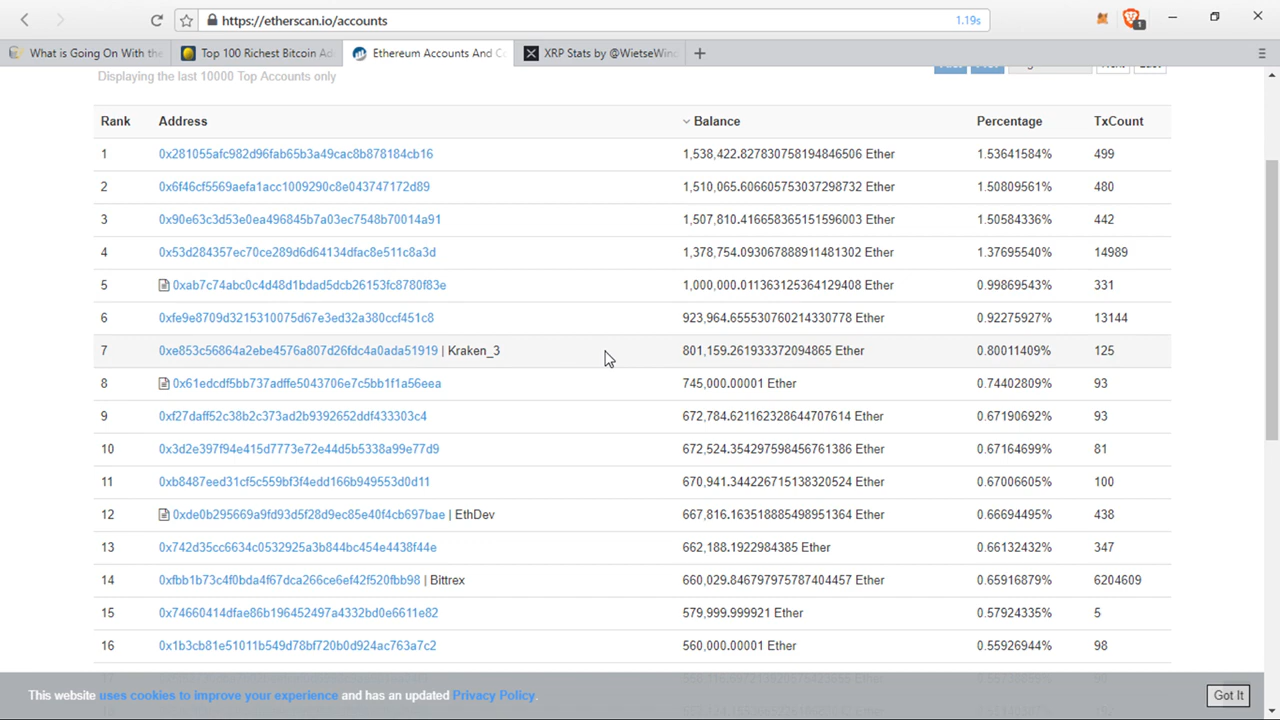 https://etherscan.io/accounts
1.19s
1
What is Going On With the
Top 100 Richest Bitcoin Ad
Ethereum Accounts And Co
XRP Stats by @WietseWin
Displaying the last 10000 Top Accounts only
Rank Address Balance Percentage TxCount
1 0x281055afc982d96fab65b3a49cac8b878184cb16 1,538,422.827830758194846506 Ether 1.53641584% 499
2 0x6f46cf5569aefa1acc1009290c8e043747172d89 1,510,065.606605753037298732 Ether 1.50809561% 480
3 0x90e63c3d53e0ea496845b7a03ec7548b70014a91 1,507,810.416658365151596003 Ether 1.50584336% 442
4 0x53d284357ec70ce289d6d64134dfac8e511c8a3d 1,378,754.093067888911481302 Ether 1.37695540% 14989
5 0xab7c74abc0c4d48d1bdad5dcb26153fc8780f83e 1,000,000.011363125364129408 Ether 0.99869543% 331
6 0xfe9e8709d3215310075d67e3ed32a380ccf451c8 923,964.655530760214330778 Ether 0.92275927% 13144
7 0xe853c56864a2ebe4576a807d26fdc4a0ada51919 | Kraken_3 801,159.261933372094865 Ether 0.80011409% 125
8 0x61edcdf5bb737adffe5043706e7c5bb1f1a56eea 745,000.00001 Ether 0.74402809% 93
9 0xf27daff52c38b2c373ad2b9392652ddf433303c4 672,784.621162328644707614 Ether 0.67190692% 93
10 0x3d2e397f94e415d7773e72e44d5b5338a99e77d9 672,524.354297598456761386 Ether 0.67164699% 81
11 0xb8487eed31cf5c559bf3f4edd166b949553d0d11 670,941.344226715138320524 Ether 0.67006605% 100
12 0xde0b295669a9fd93d5f28d9ec85e40f4cb697bae | EthDev 667,816.163518885498951364 Ether 0.66694495% 438
13 0x742d35cc6634c0532925a3b844bc454e4438f44e 662,188.1922984385 Ether 0.66132432% 347
14 0xfbb1b73c4f0bda4f67dca266ce6ef42f520fbb98 | Bittrex 660,029.846797975787404457 Ether 0.65916879% 6204609
15 0x74660414dfae86b196452497a4332bd0e6611e82 579,999.999921 Ether 0.57924335% 5
16 0x1b3cb81e51011b549d78bf720b0d924ac763a7c2 560,000.00001 Ether 0.55926944% 98
This website uses cookies to improve your experience and has an updated Privacy Policy.
Got It